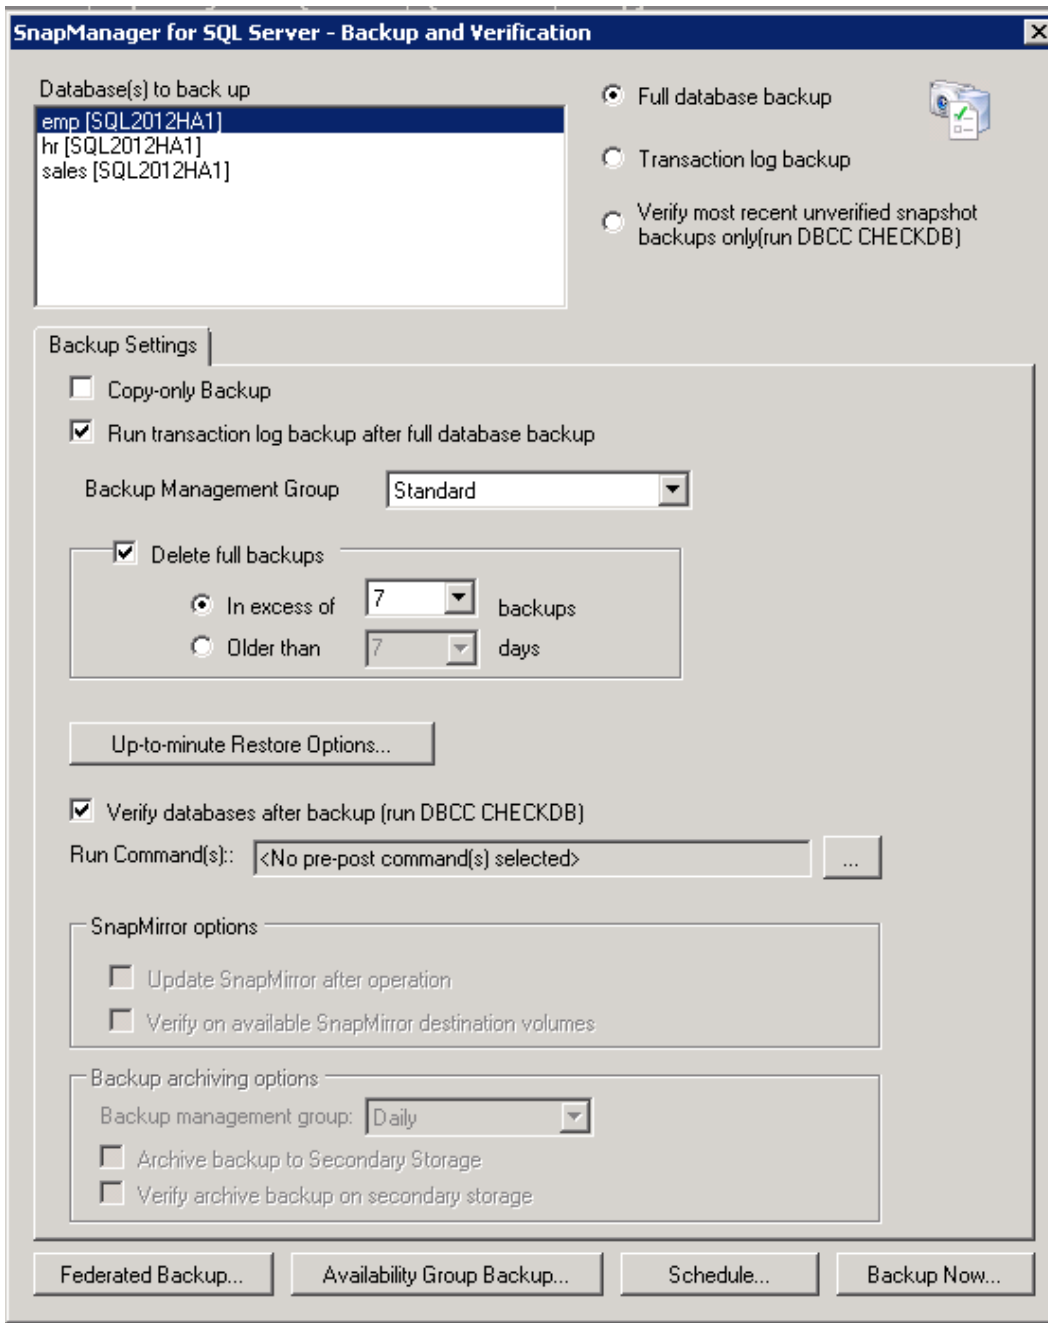 SnapManager for SQL Server - Backup and Verification
Database(s) to back up
emp [SQL2012HA1]
hr [SQL2012HA1]
sales [SQL2012HA1]
Full database backup
Transaction log backup
Verify most recent unverified snapshot
backups only(run DBCC CHECKDB)
Backup Settings
Copy-only Backup
Run transaction log backup after full database backup
Backup Management Group Standard
Delete full backups
In excess of 7 backups
Older than 7 days
Up-to-minute Restore Options...
Verify databases after backup (run DBCC CHECKDB)
Run Command(s):: <No pre-post command(s) selected> ...
SnapMirror options
Update SnapMirror after operation
Verify on available SnapMirror destination volumes
Backup archiving options
Backup management group: Daily
Archive backup to Secondary Storage
Verify archive backup on secondary storage
Federated Backup... Availability Group Backup... Schedule... Backup Now...